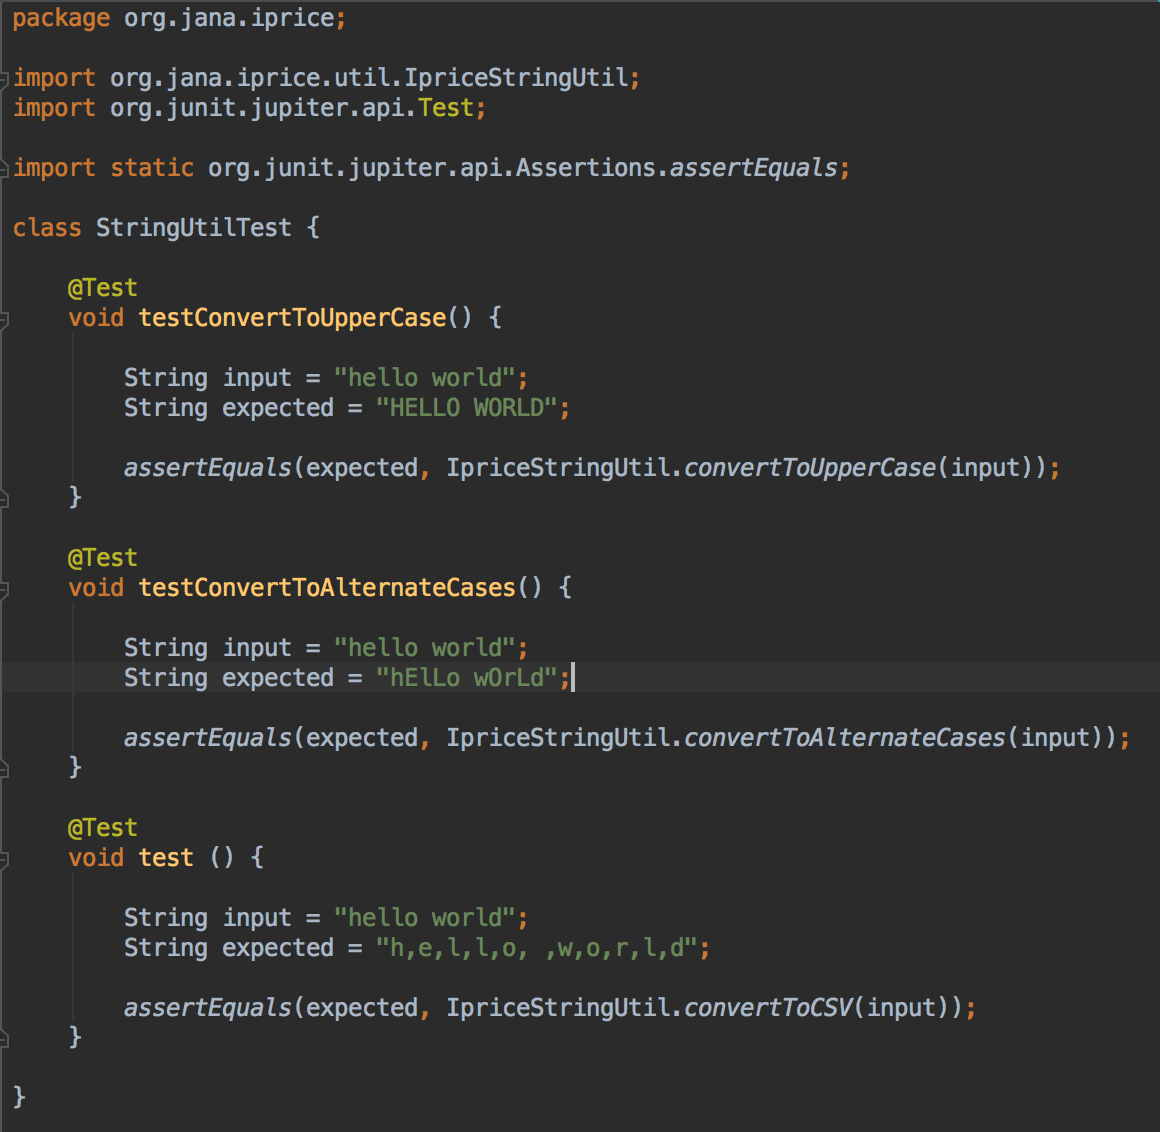 package org.jana.iprice;
import org.jana.iprice.util.IpriceStringUtil;
import org.junit.jupiter.api.Test;
import static org.junit.jupiter.api.Assertions.assertEquals;
class StringUtilTest {
@Test
void testConvertToUpperCase() {
String input = "hello world";
String expected = "HELLO WORLD";
assertEquals(expected, IpriceStringUtil.convertToUpperCase(input));
}
@Test
void testConvertToAlternateCases() {
String input = "hello world";
String expected = "hElLo wOrLd";
assertEquals(expected, IpriceStringUtil.convertToAlternateCases(input));
}
@Test
void test () {
String input = "hello world";
String expected = "h,e,l,l,o, ,w,o,r,l,d";
assertEquals(expected, IpriceStringUtil.convertToCSV(input));
}
}